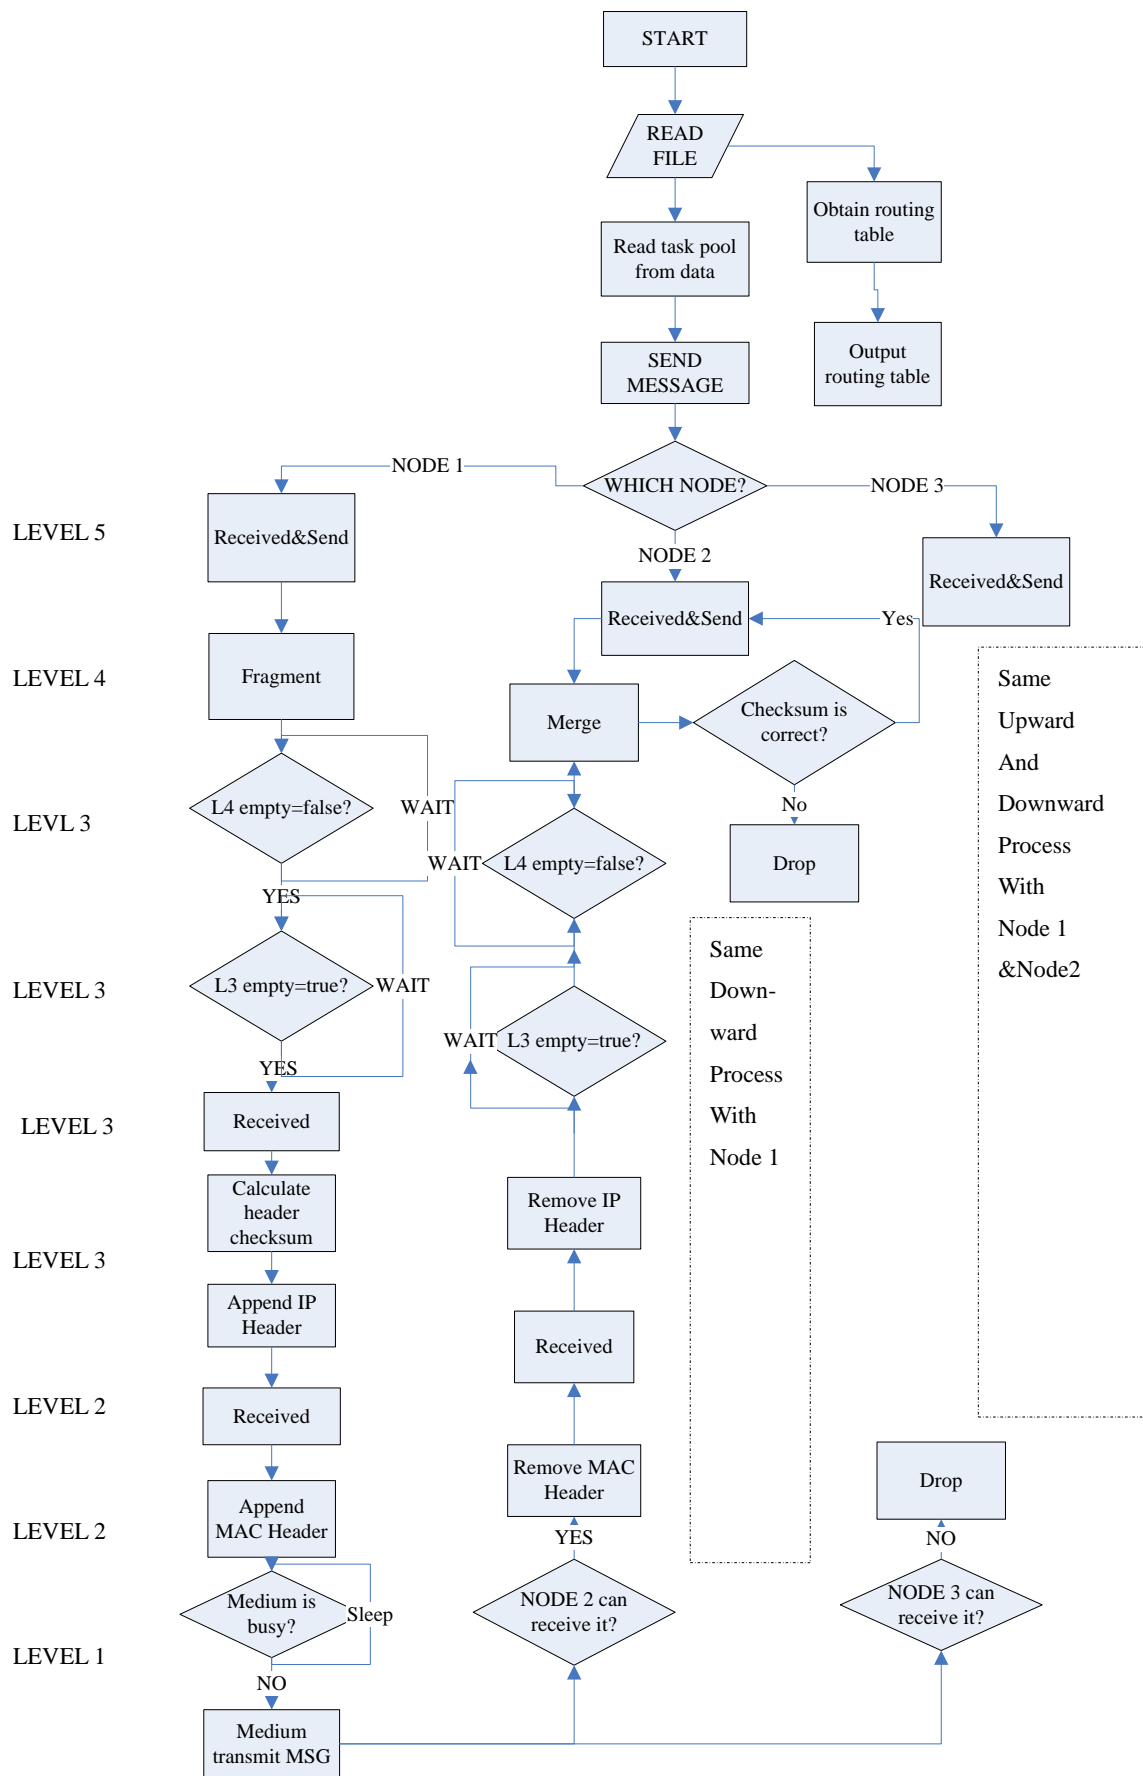 START
READ
FILE
Obtain routing
table
Read task pool
from data
Output
routing table
SEND
MESSAGE
NODE 1
WHICH NODE?
NODE 3
LEVEL 5
Received&Send
NODE 2
Received&Send
Received&Send
Yes
LEVEL 4
Fragment
Merge
Checksum is
correct?
Same
Upward
And
Downward
Process
With
Node 1
&Node2
LEVL 3
L4 empty=false?
WAIT
WAIT
L4 empty=false?
No
Drop
YES
LEVEL 3
L3 empty=true?
WAIT
WAIT
L3 empty=true?
Same
Down-
ward
Process
With
Node 1
YES
LEVEL 3
Received
Calculate
header
checksum
Remove IP
Header
LEVEL 3
Append IP
Header
Received
LEVEL 2
Received
Remove MAC
Header
Drop
LEVEL 2
Append
MAC Header
YES
NO
Medium is
busy?
Sleep
NODE 2 can
receive it?
NODE 3 can
receive it?
LEVEL 1
NO
Medium
transmit MSG